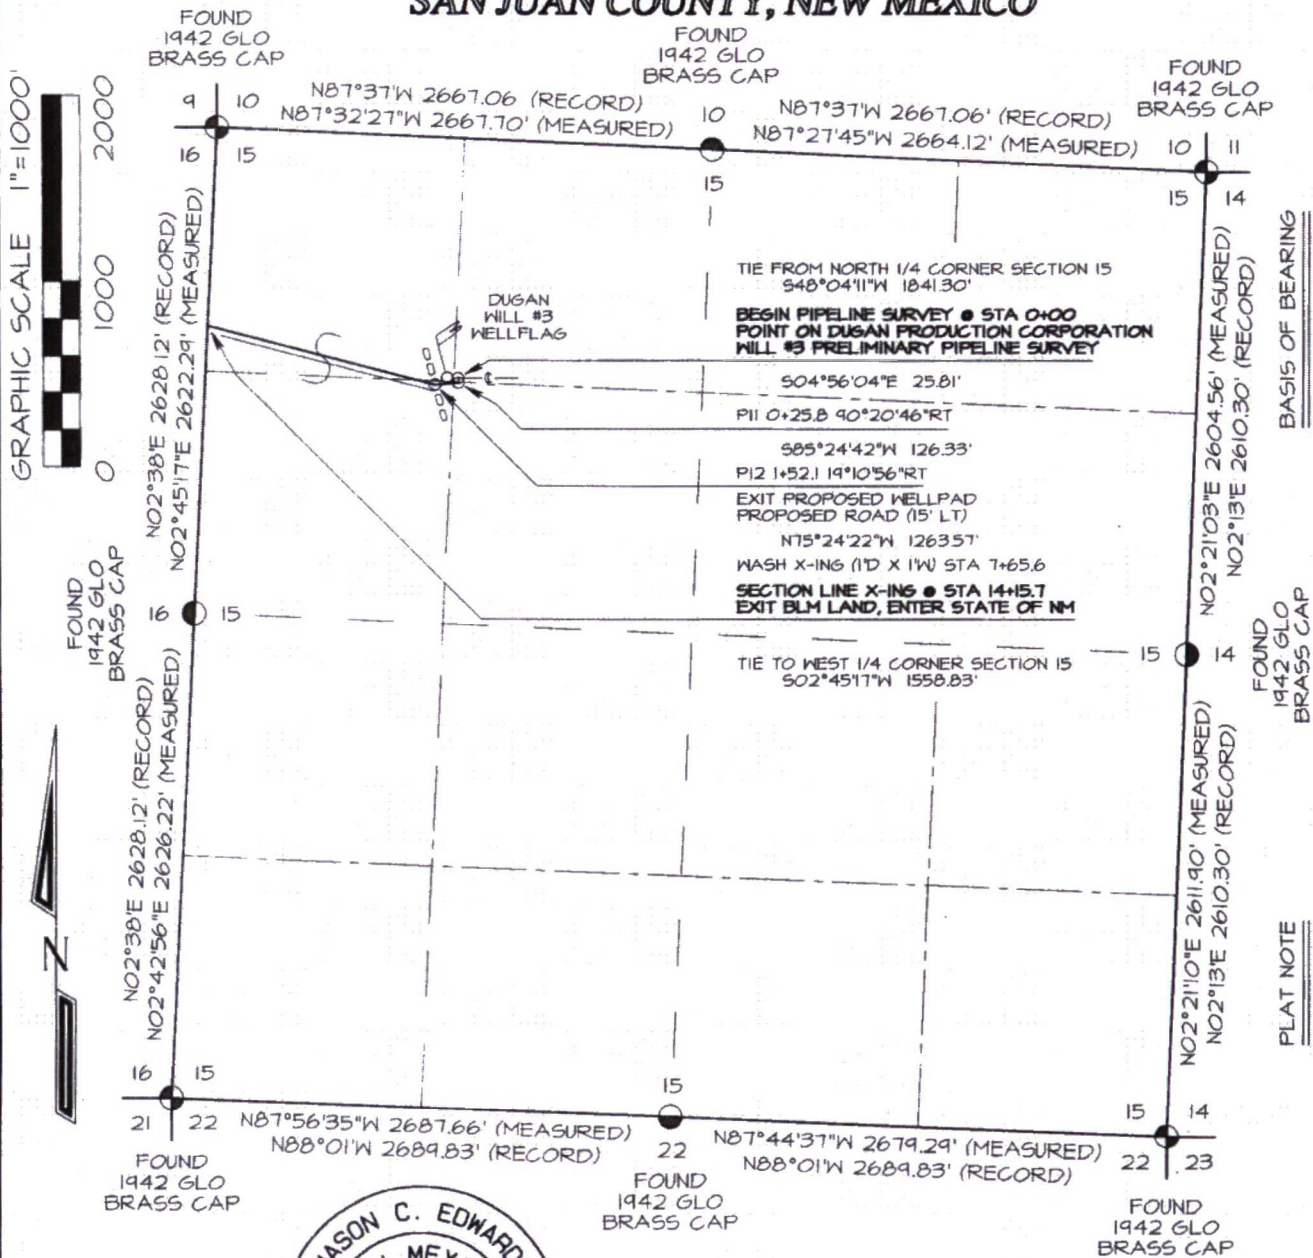 SAN JUAN COUNTY, NEW MEXICO
FOUND
1942 GLO
BRASS CAP
FOUND
1942 GLO
BRASS CAP
FOUND
1942 GLO
BRASS CAP
GRAPHIC SCALE 1"=1000'
0
1000
2000
9 10
16 15
N87°37'W 2667.06 (RECORD)
N87°32'27"W 2667.70' (MEASURED)
10
15
N87°37'W 2667.06' (RECORD)
N87°27'45"W 2664.12' (MEASURED)
10 11
15 14
N02°38'E 2628.12' (RECORD)
N02°45'17"E 2622.29' (MEASURED)
DUGAN
WILL #3
WELLFLAG
TIE FROM NORTH 1/4 CORNER SECTION 15
S48°04'11"W 1841.30'
BEGIN PIPELINE SURVEY @ STA 0+00
POINT ON DUGAN PRODUCTION CORPORATION
WILL #3 PRELIMINARY PIPELINE SURVEY
S04°56'04"E 25.81'
PI1 0+25.8 90°20'46"RT
S85°24'42"W 126.33'
PI2 1+52.1 19°10'56"RT
EXIT PROPOSED WELLPAD
PROPOSED ROAD (15' LT)
N75°24'22"W 1263.57'
WASH X-ING (1'D X 1'W) STA 7+65.6
SECTION LINE X-ING @ STA 14+15.7
EXIT BLM LAND, ENTER STATE OF NM
TIE TO WEST 1/4 CORNER SECTION 15
S02°45'17"W 1558.83'
N02°21'03"E 2604.56' (MEASURED)
N02°13'E 2610.30' (RECORD)
BASIS OF BEARING
FOUND
1942 GLO
BRASS CAP
16 15
15 14
FOUND
1942 GLO
BRASS CAP
N02°38'E 2628.12' (RECORD)
N02°42'56"E 2626.22' (MEASURED)
N
N02°21'10"E 2611.90' (MEASURED)
N02°13'E 2610.30' (RECORD)
PLAT NOTE
16 15
21 22
N87°56'35"W 2687.66' (MEASURED)
N88°01'W 2689.83' (RECORD)
15
22
N87°44'37"W 2679.29' (MEASURED)
N88°01'W 2689.83' (RECORD)
15 14
22 23
FOUND
1942 GLO
BRASS CAP
FOUND
1942 GLO
BRASS CAP
FOUND
1942 GLO
BRASS CAP
JASON C. EDWARD